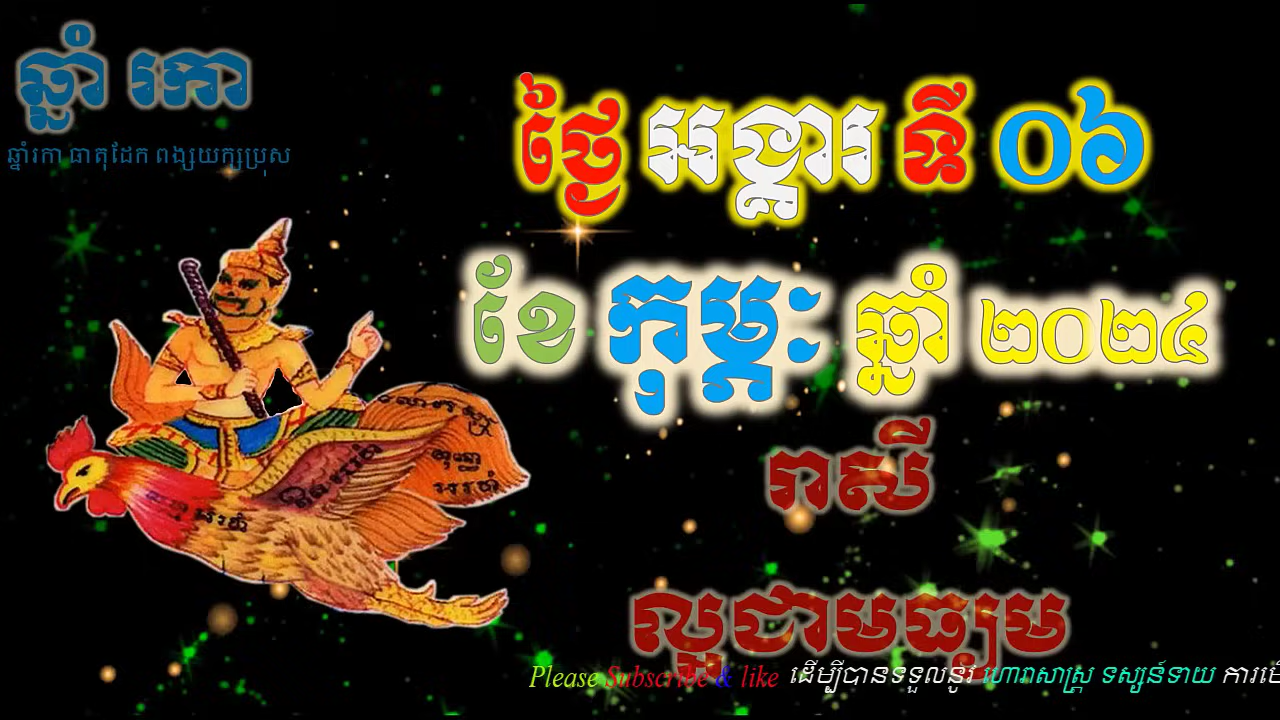 ឆ្នាំ រកា
ឆ្នាំរកា ធាតុដែក ពង្សយក្សប្រុស
ថ្ងៃ អង្គារ ទី ០៦
ខែ កុម្ភៈ ឆ្នាំ ២០២៤
រាសី
ល្អជាមធ្យម
Please Subscribe & like ដើម្បីបានទទួលនូវ ហោរាសាស្ត្រ ទស្សន៍ទាយ